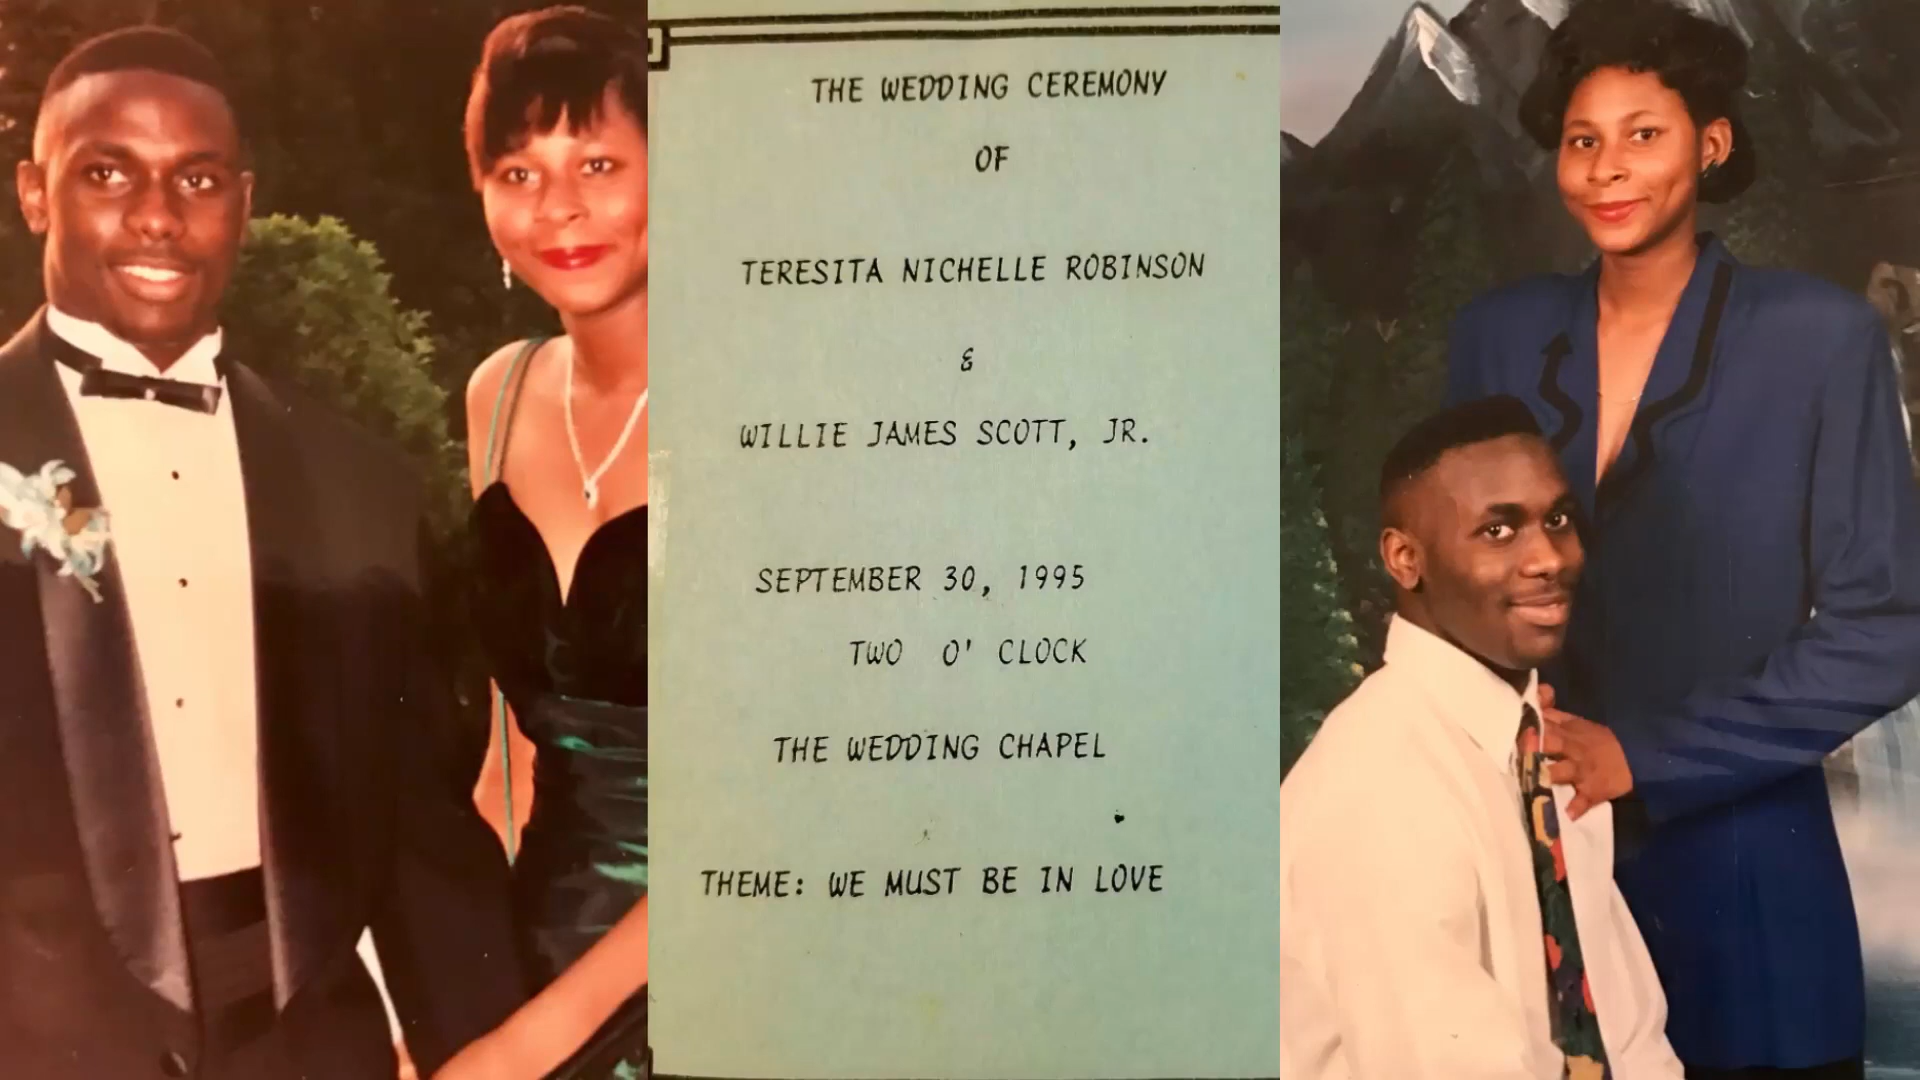 THE WEDDING CEREMONY
OF
TERESITA NICHELLE ROBINSON
&
WILLIE JAMES SCOTT, JR.
SEPTEMBER 30, 1995
TWO O' CLOCK
THE WEDDING CHAPEL
THEME: WE MUST BE IN LOVE